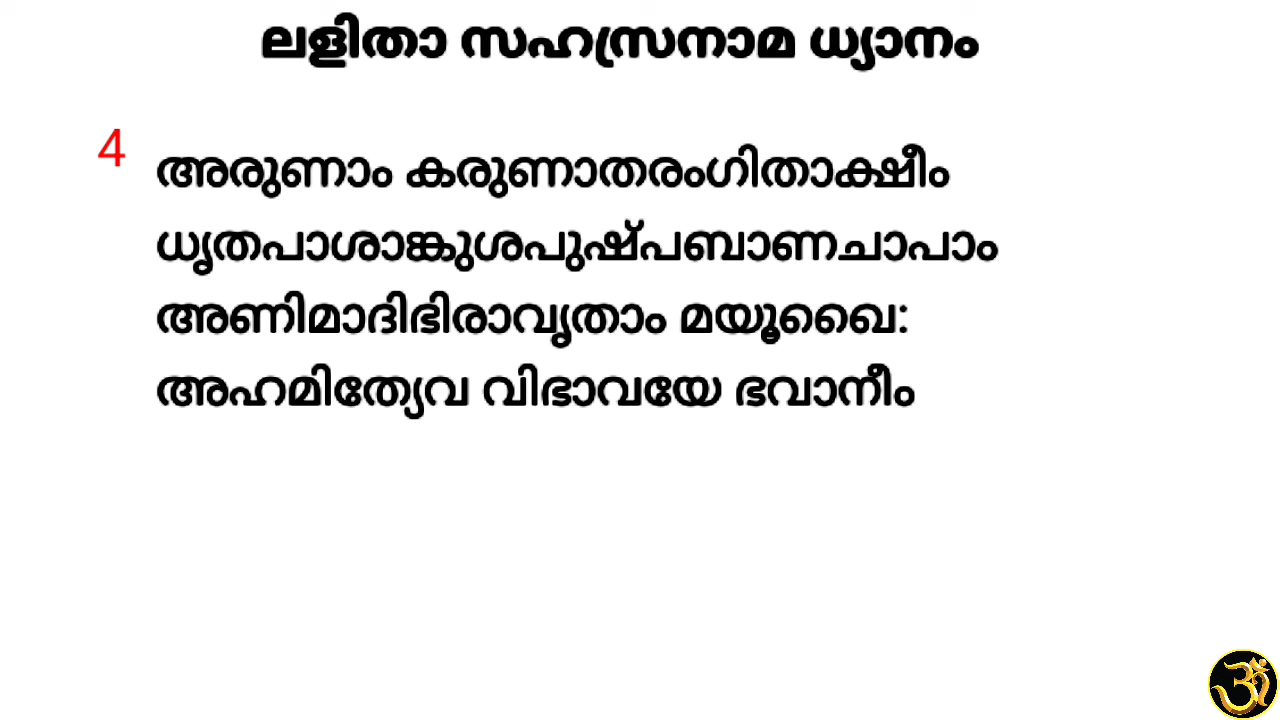 ലളിതാ സഹസ്രനാമ ധ്യാനം
4 അരുണാം കരുണാതരംഗിതാക്ഷീം
ധൃതപാശാങ്കുശപുഷ്പബാണചാപാം
അണിമാദിഭിരാവൃതാം മയൂഖൈ:
അഹമിത്യേവ വിഭാവയേ ഭവാനീം
ॐ